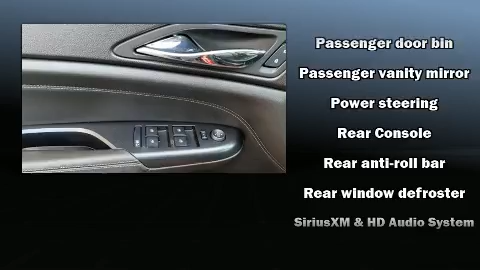 Passenger door bin
Passenger vanity mirror
Power steering
Rear Console
Rear anti-roll bar
Rear window defroster
SiriusXM & HD Audio System